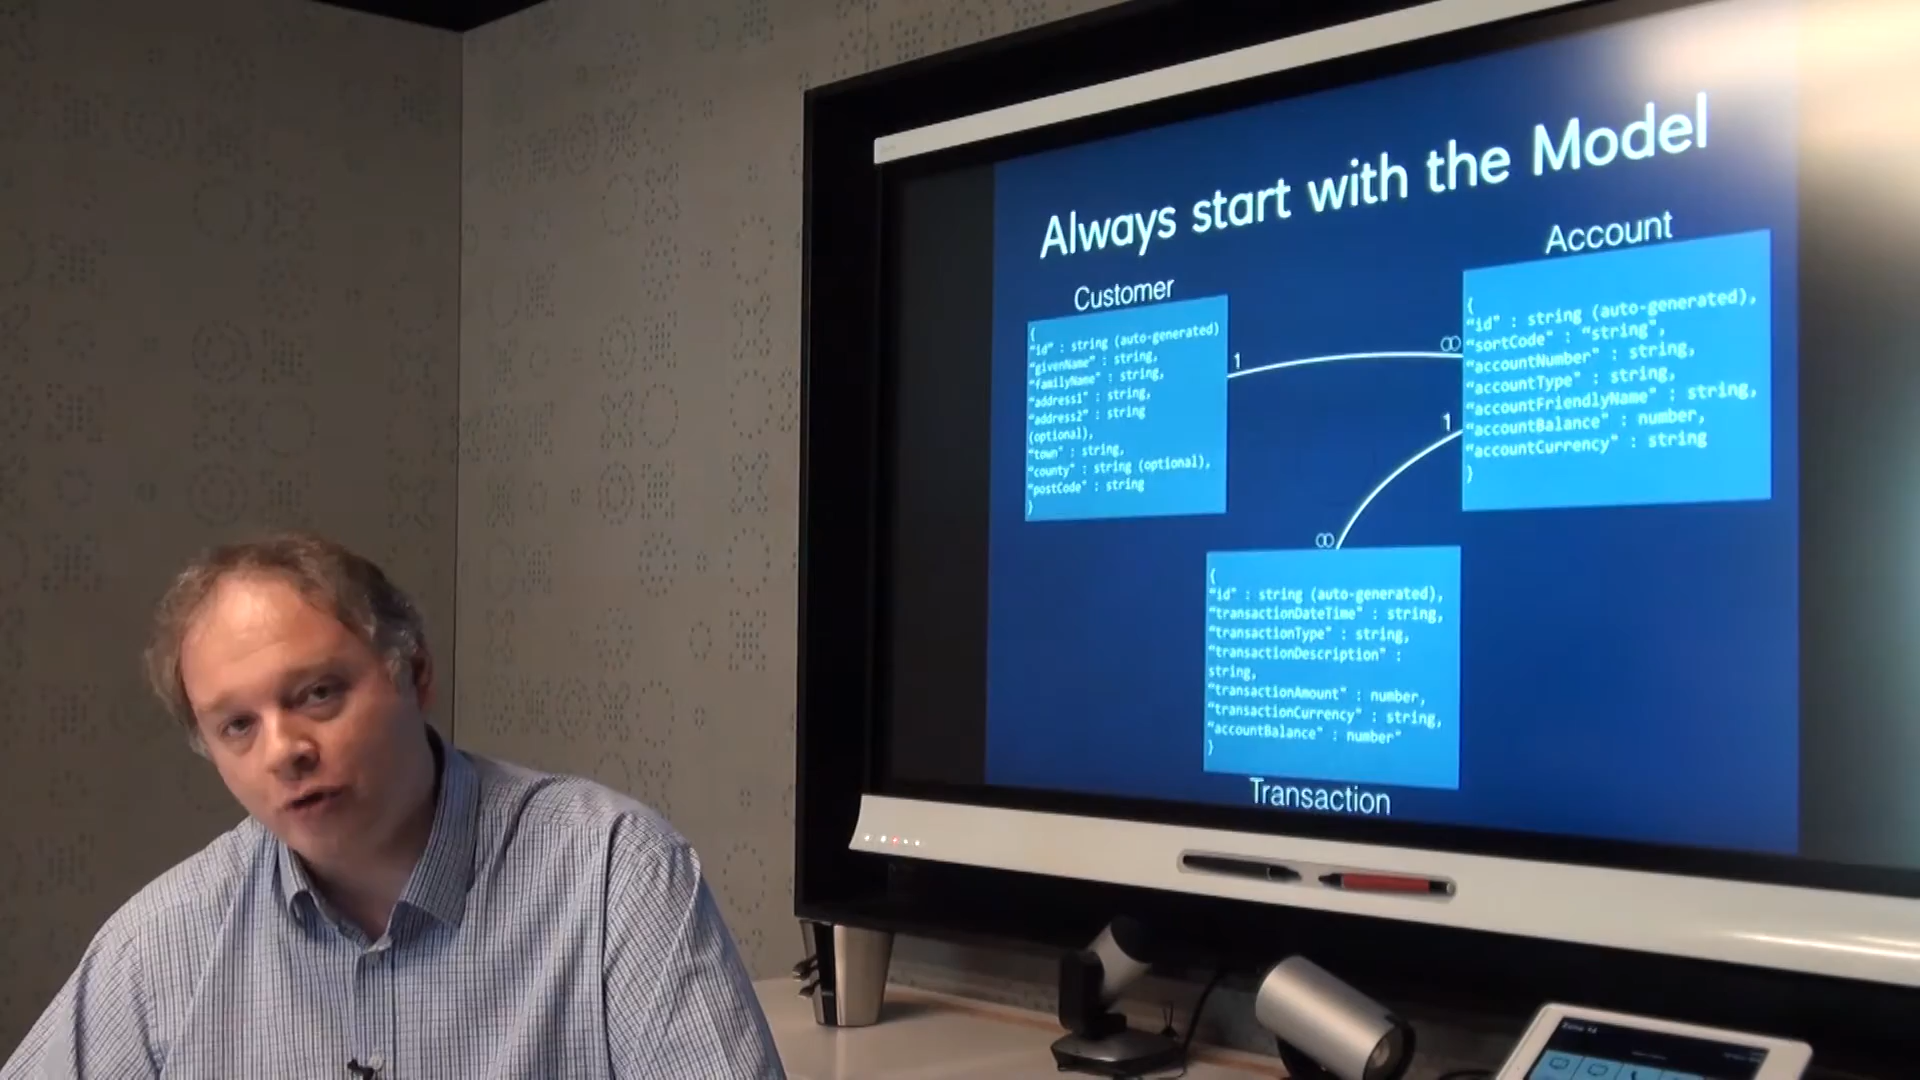 Always start with the Model
Customer
{
"id" : string (auto-generated)
"givenName" : string,
"familyName" : string,
"address1" : string,
"address2" : string
(optional),
"town" : string,
"county" : string (optional),
"postCode" : string
}
1
∞
Account
{
"id" : string (auto-generated),
"sortCode" : "string",
"accountNumber" : string,
"accountType" : string,
"accountFriendlyName" : string,
"accountBalance" : number,
"accountCurrency" : string
}
1
∞
{
"id" : string (auto-generated),
"transactionDateTime" : string,
"transactionType" : string,
"transactionDescription" :
string,
"transactionAmount" : number,
"transactionCurrency" : string,
"accountBalance" : number"
}
Transaction